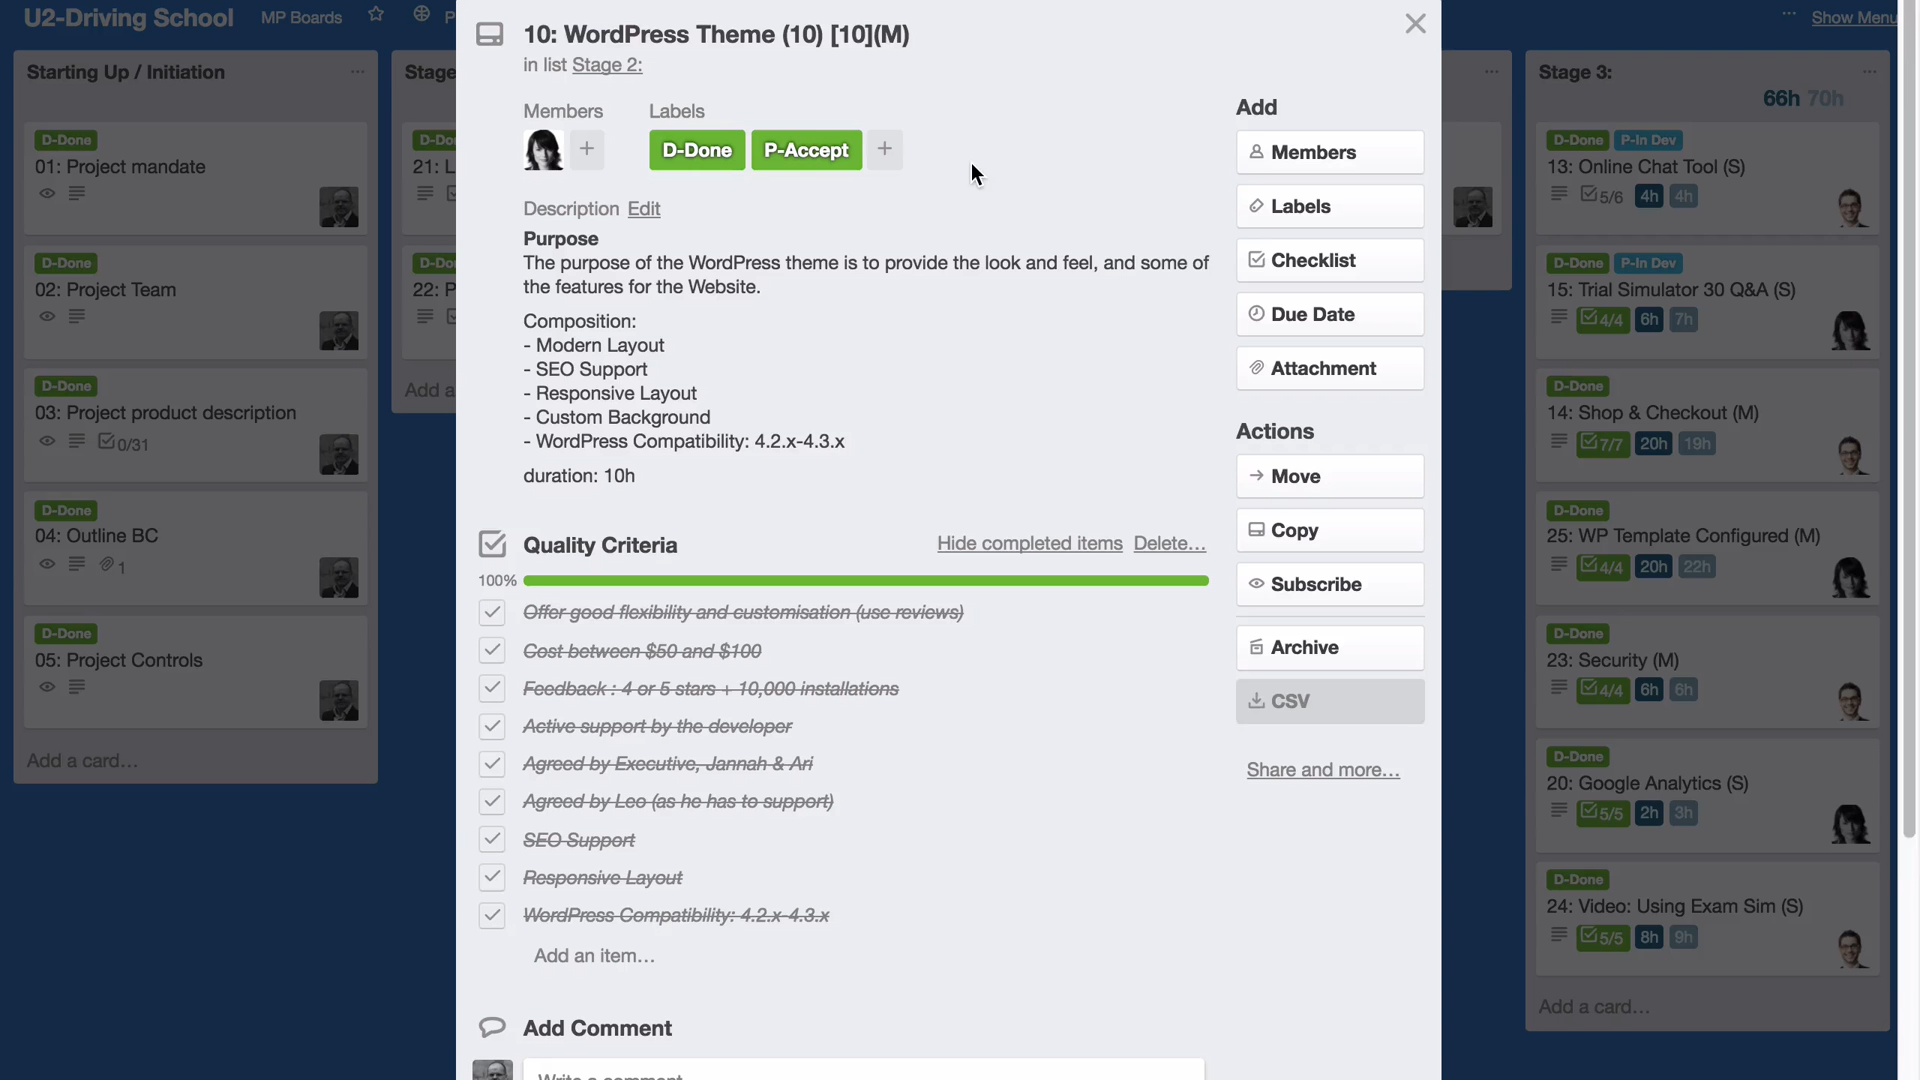 U2-Driving School
MP Boards
Show Menu
Starting Up / Initiation
D-Done
01: Project mandate
D-Done
02: Project Team
D-Done
03: Project product description
0/31
D-Done
04: Outline BC
1
D-Done
05: Project Controls
Add a card…
10: WordPress Theme (10) [10](M)
in list Stage 2:
Members
Labels
D-Done
P-Accept
Description Edit
Purpose
The purpose of the WordPress theme is to provide the look and feel, and some of
the features for the Website.
Composition:
- Modern Layout
- SEO Support
- Responsive Layout
- Custom Background
- WordPress Compatibility: 4.2.x-4.3.x
duration: 10h
Quality Criteria
Hide completed items
Delete…
100%
Offer good flexibility and customisation (use reviews)
Cost between $50 and $100
Feedback : 4 or 5 stars + 10,000 installations
Active support by the developer
Agreed by Executive, Jannah & Ari
Agreed by Leo (as he has to support)
SEO Support
Responsive Layout
WordPress Compatibility: 4.2.x-4.3.x
Add an item…
Add Comment
Add
Members
Labels
Checklist
Due Date
Attachment
Actions
Move
Copy
Subscribe
Archive
CSV
Share and more…
Stage 3:
66h 70h
D-Done P-In Dev
13: Online Chat Tool (S)
5/6 4h 4h
D-Done P-In Dev
15: Trial Simulator 30 Q&A (S)
4/4 6h 7h
D-Done
14: Shop & Checkout (M)
7/7 20h 19h
D-Done
25: WP Template Configured (M)
4/4 20h 22h
D-Done
23: Security (M)
4/4 6h 6h
D-Done
20: Google Analytics (S)
5/5 2h 3h
D-Done
24: Video: Using Exam Sim (S)
5/5 8h 9h
Add a card…